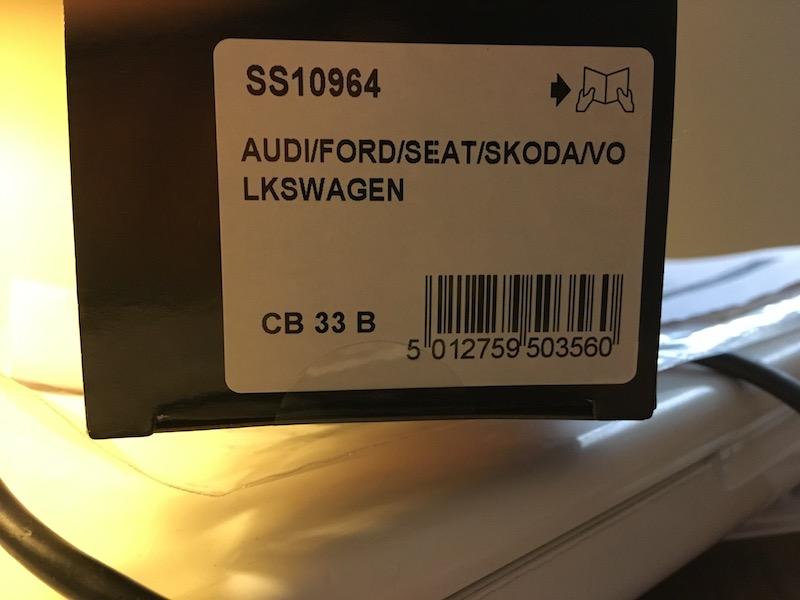 SS10964
AUDI/FORD/SEAT/SKODA/VO
LKSWAGEN
CB 33 B
5 012759 503560